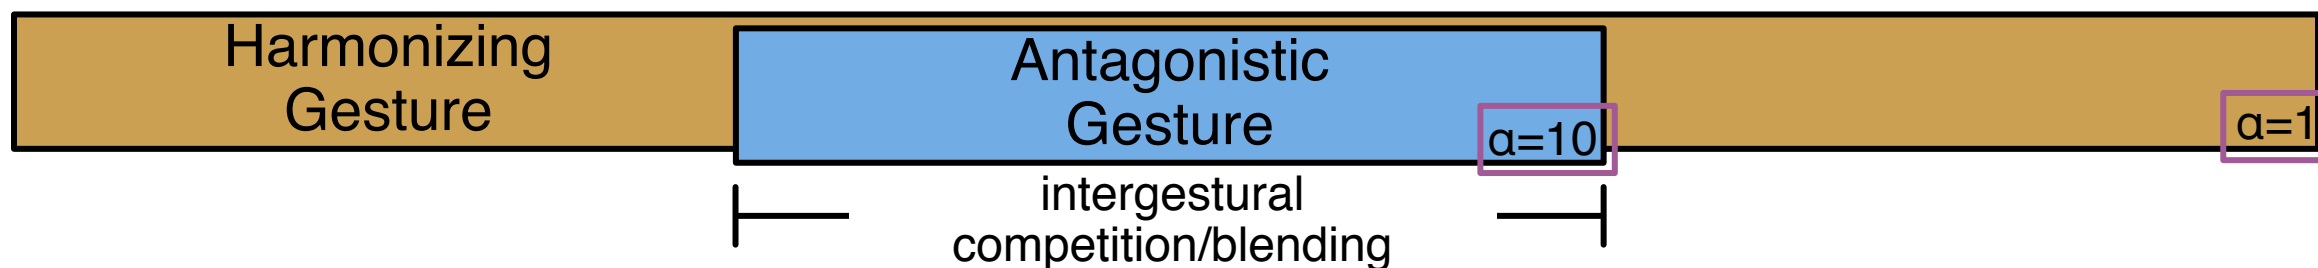 Harmonizing
Gesture
Antagonistic
Gesture
α=10
α=1
intergestural
competition/blending